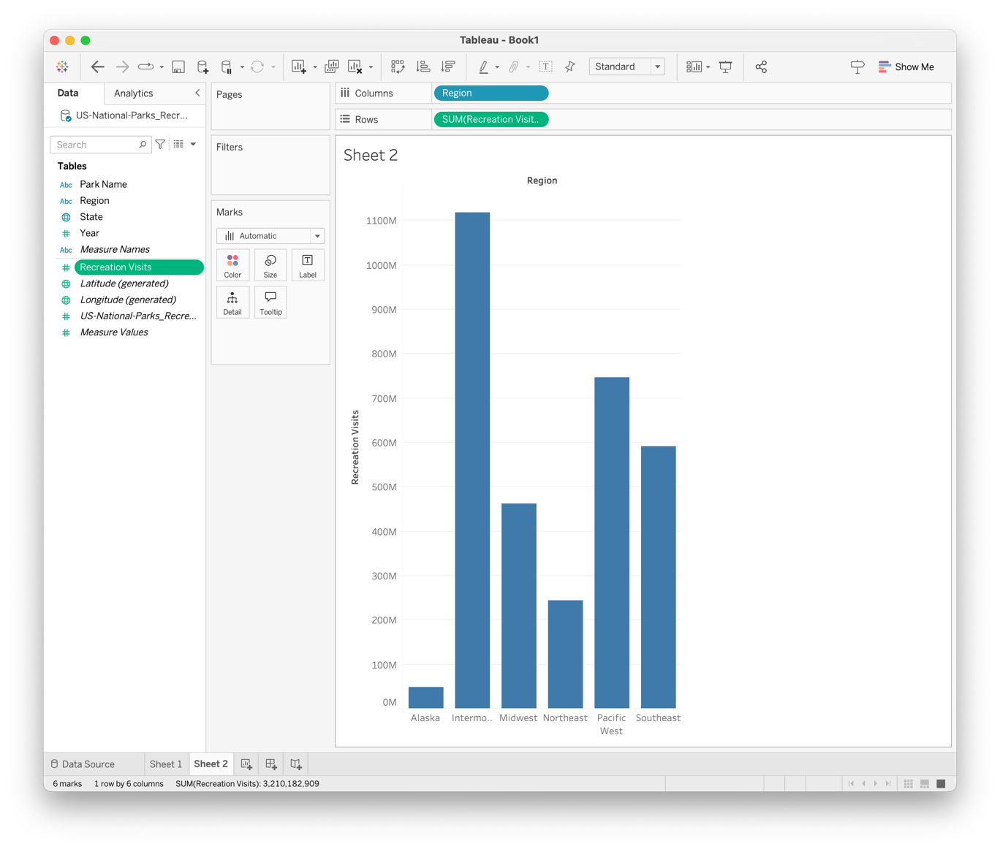 Tableau - Book1
Standard
Show Me
Data
Analytics
US-National-Parks_Recr...
Search
Tables
Abc Park Name
Abc Region
State
Year
Abc Measure Names
Recreation Visits
Latitude (generated)
Longitude (generated)
US-National-Parks_Recre...
Measure Values
Pages
Filters
Marks
Automatic
Color
Size
Label
Detail
Tooltip
Columns
Region
Rows
SUM(Recreation Visit..
Sheet 2
Region
Recreation Visits
1100M
1000M
900M
800M
700M
600M
500M
400M
300M
200M
100M
0M
Alaska
Intermo..
Midwest
Northeast
Pacific
West
Southeast
Data Source
Sheet 1
Sheet 2
6 marks
1 row by 6 columns
SUM(Recreation Visits): 3,210,182,909